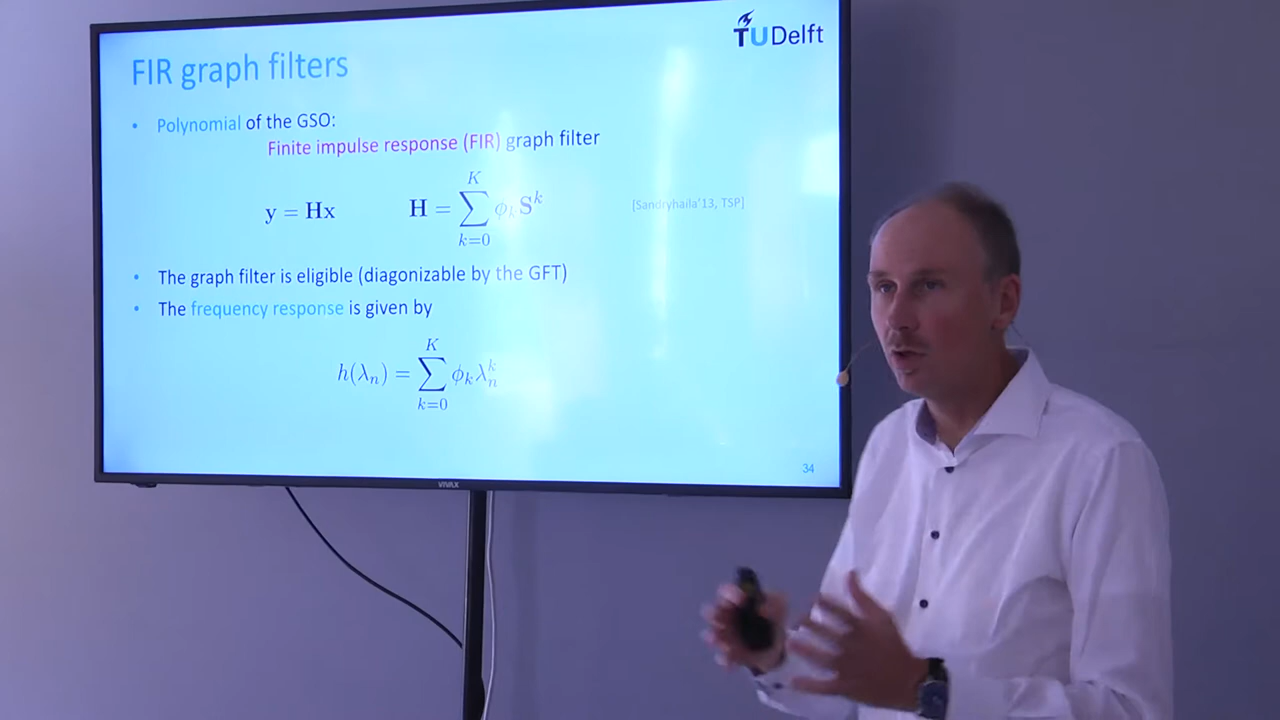 TUDelft
FIR graph filters
• Polynomial of the GSO:
Finite impulse response (FIR) graph filter
y = Hx H = ∑_{k=0}^{K} ϕ_k S^k [Sandryhaila'13, TSP]
• The graph filter is eligible (diagonizable by the GFT)
• The frequency response is given by
h(λ_n) = ∑_{k=0}^{K} ϕ_k λ_n^k
34
VIVAX